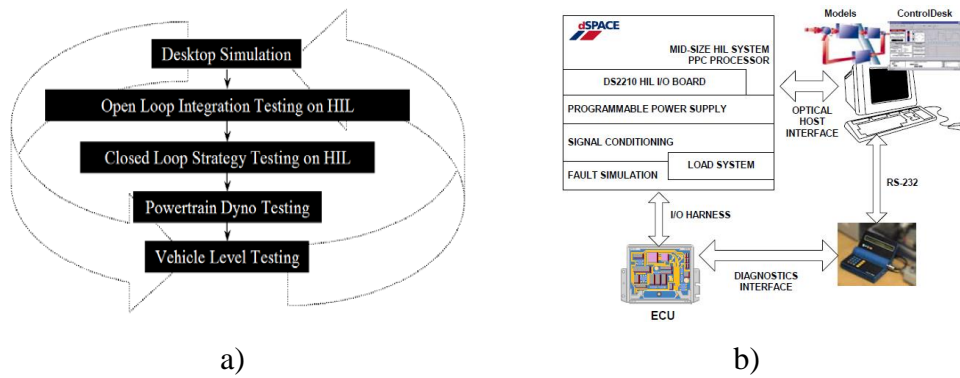 Desktop Simulation
Open Loop Integration Testing on HIL
Closed Loop Strategy Testing on HIL
Powertrain Dyno Testing
Vehicle Level Testing
a)
dSPACE
MID-SIZE HIL SYSTEM
PPC PROCESSOR
DS2210 HIL I/O BOARD
PROGRAMMABLE POWER SUPPLY
SIGNAL CONDITIONING
LOAD SYSTEM
FAULT SIMULATION
Models
ControlDesk
OPTICAL
HOST
INTERFACE
RS-232
I/O HARNESS
DIAGNOSTICS
INTERFACE
ECU
b)